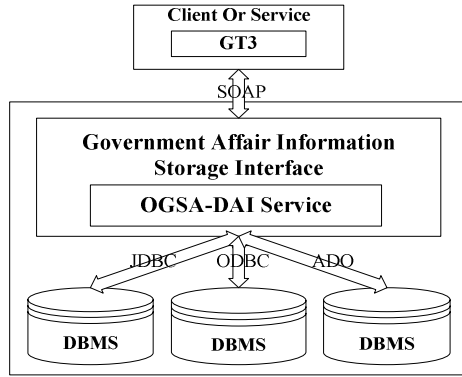 Client Or Service
GT3
SOAP
Government Affair Information
Storage Interface
OGSA-DAI Service
JDBC ODBC ADO
DBMS DBMS DBMS